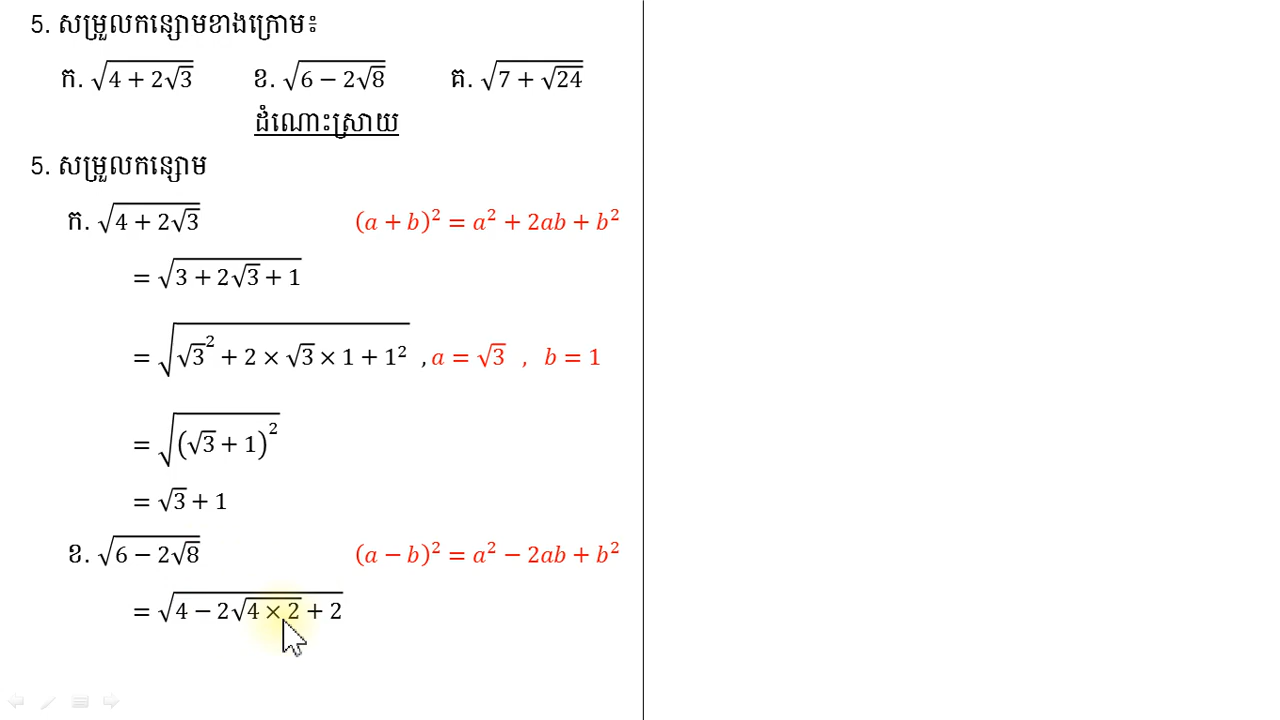 5. សម្រួលកន្សោមខាងក្រោម៖
ក. √(4 + 2√3) ខ. √(6 − 2√8) គ. √(7 + √24)
ដំណោះស្រាយ
5. សម្រួលកន្សោម
ក. √(4 + 2√3) (a + b)² = a² + 2ab + b²
= √(3 + 2√3 + 1)
= √(√3² + 2 × √3 × 1 + 1²) , a = √3 , b = 1
= √((√3 + 1)²)
= √3 + 1
ខ. √(6 − 2√8) (a − b)² = a² − 2ab + b²
= √(4 − 2√(4 × 2) + 2)